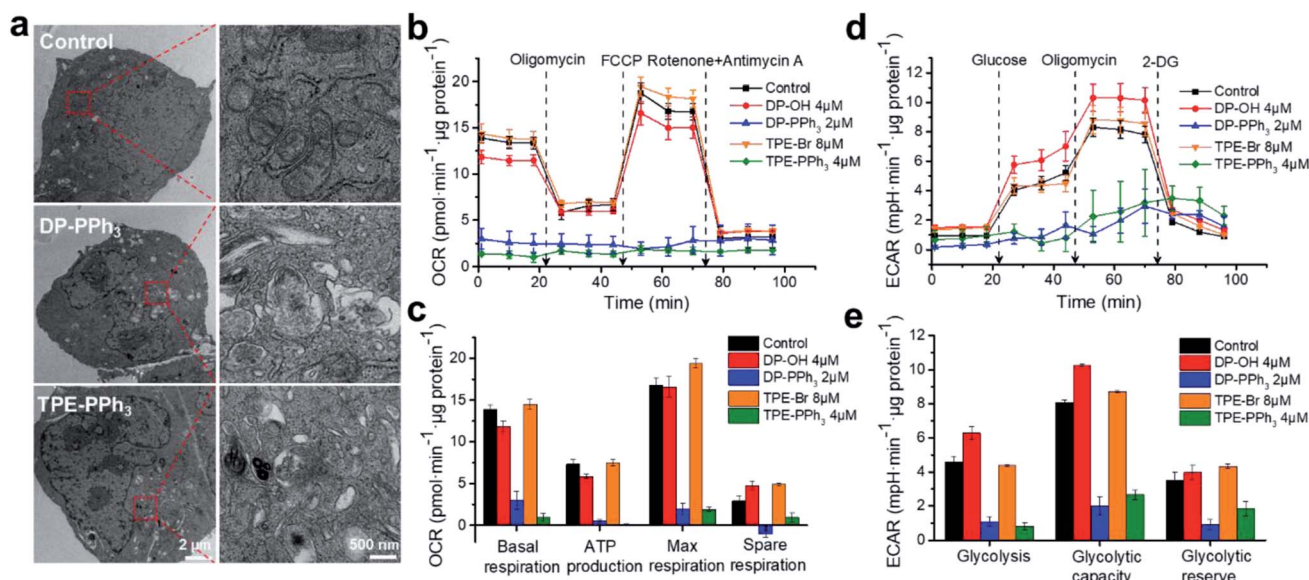 a
Control
DP-PPh₃
TPE-PPh₃
2 μm
500 nm
b
Oligomycin
FCCP Rotenone+Antimycin A
Control
DP-OH 4μM
DP-PPh₃ 2μM
TPE-Br 8μM
TPE-PPh₃ 4μM
OCR (pmol·min⁻¹·μg protein⁻¹)
20
15
10
5
0
0 20 40 60 80 100 120
Time (min)
c
Control
DP-OH 4μM
DP-PPh₃ 2μM
TPE-Br 8μM
TPE-PPh₃ 4μM
OCR (pmol·min⁻¹·μg protein⁻¹)
20
15
10
5
0
Basal respiration
ATP production
Max respiration
Spare respiration
d
Glucose
Oligomycin
2-DG
Control
DP-OH 4μM
DP-PPh₃ 2μM
TPE-Br 8μM
TPE-PPh₃ 4μM
ECAR (mpH·min⁻¹·μg protein⁻¹)
12
10
8
6
4
2
0
0 20 40 60 80 100 120
Time (min)
e
Control
DP-OH 4μM
DP-PPh₃ 2μM
TPE-Br 8μM
TPE-PPh₃ 4μM
ECAR (mpH·min⁻¹·μg protein⁻¹)
12
10
8
6
4
2
0
Glycolysis
Glycolytic capacity
Glycolytic reserve